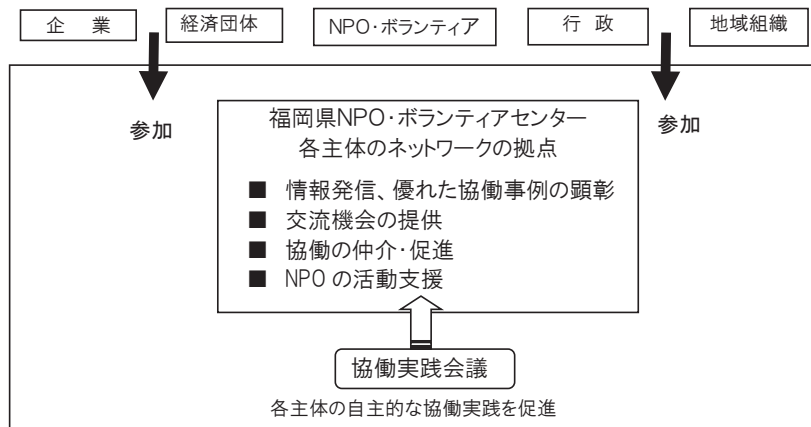 企 業
経済団体
NPO・ボランティア
行 政
地域組織
参加
参加
福岡県NPO・ボランティアセンター
各主体のネットワークの拠点
■ 情報発信、優れた協働事例の顕彰
■ 交流機会の提供
■ 協働の仲介・促進
■ NPO の活動支援
協働実践会議
各主体の自主的な協働実践を促進